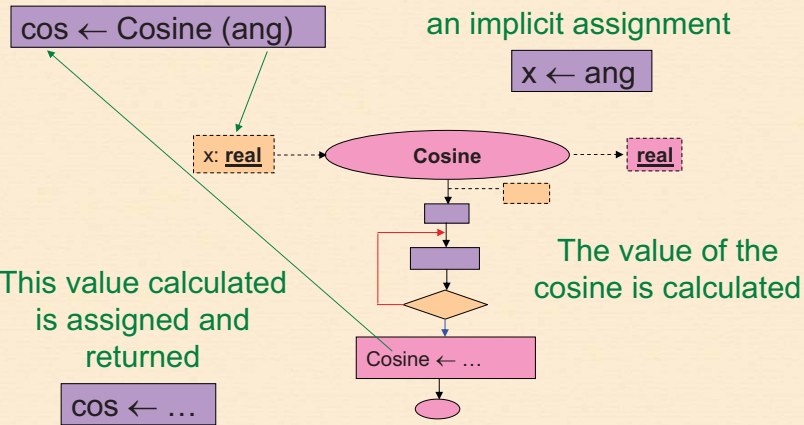 cos ← Cosine (ang)
an implicit assignment
x ← ang
x: real
Cosine
real
The value of the
cosine is calculated
This value calculated
is assigned and
returned
Cosine ← …
cos ← …